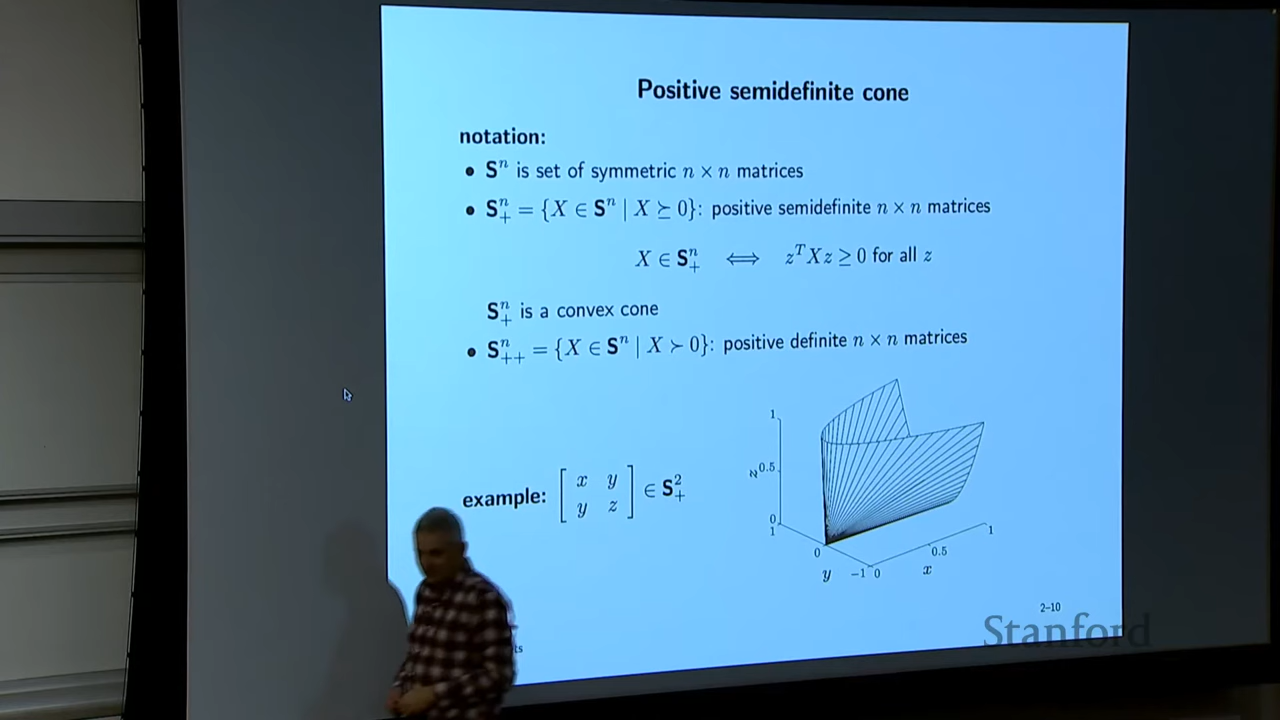 Positive semidefinite cone
notation:
• Sⁿ is set of symmetric n × n matrices
• Sⁿ₊ = {X ∈ Sⁿ | X ⪰ 0}: positive semidefinite n × n matrices
X ∈ Sⁿ₊ ⟺ zᵀXz ≥ 0 for all z
Sⁿ₊ is a convex cone
• Sⁿ₊₊ = {X ∈ Sⁿ | X ≻ 0}: positive definite n × n matrices
example: [ x y ; y z ] ∈ S²₊
1
z 0.5
0
1
0
y
−1
0
x
0.5
1
2–10
Stanford